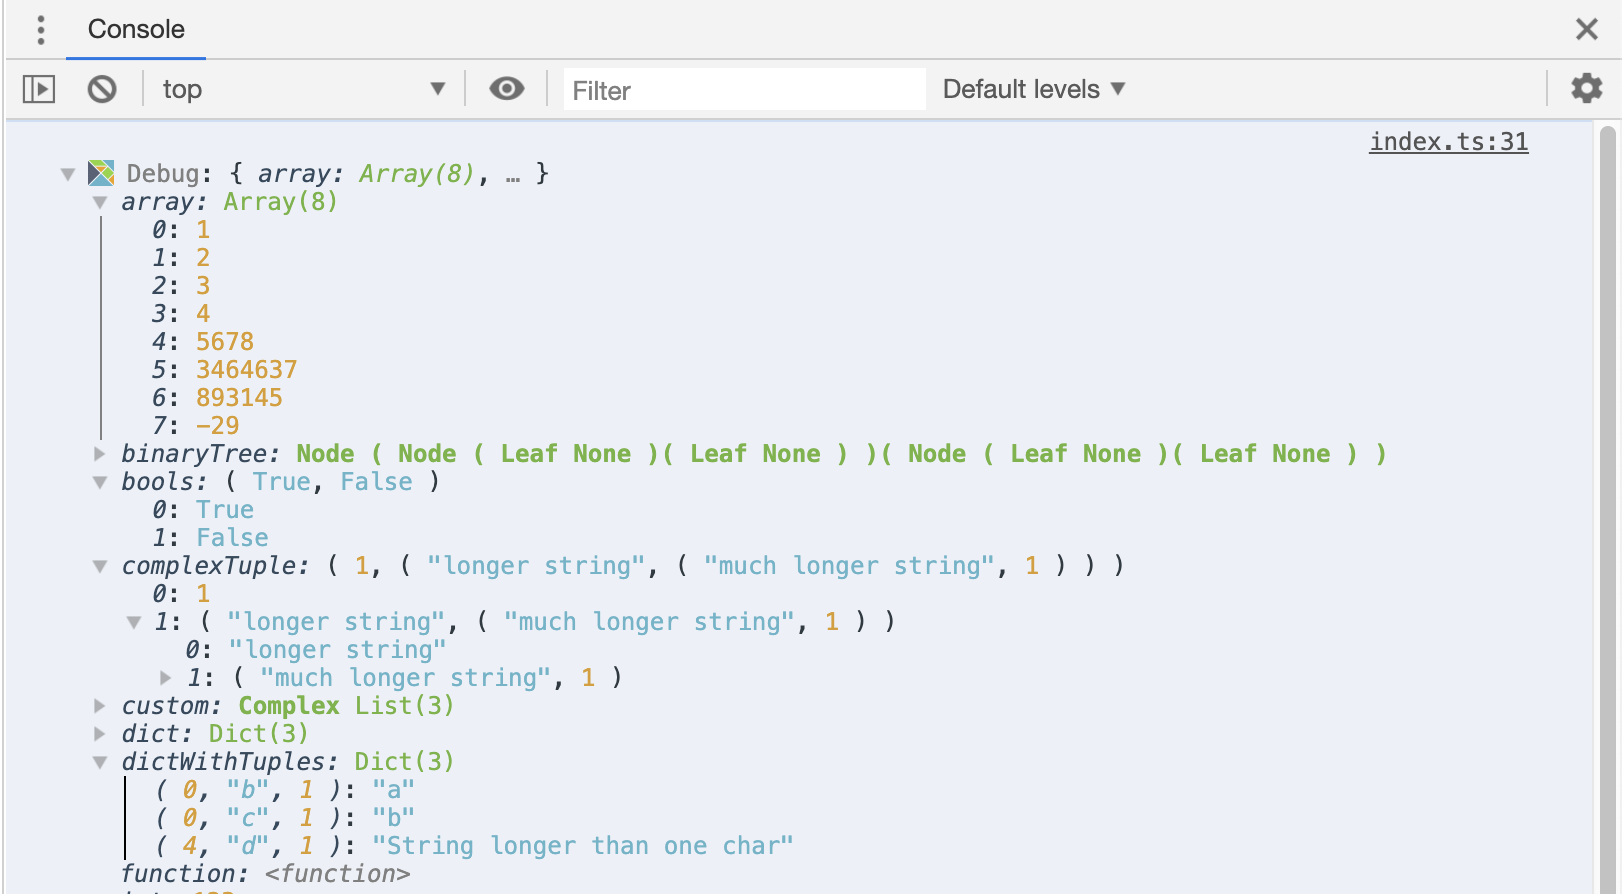 Console
top
Filter
Default levels
index.ts:31
Debug: { array: Array(8), … }
array: Array(8)
0: 1
1: 2
2: 3
3: 4
4: 5678
5: 3464637
6: 893145
7: -29
binaryTree: Node ( Node ( Leaf None )( Leaf None ) )( Node ( Leaf None )( Leaf None ) )
bools: ( True, False )
0: True
1: False
complexTuple: ( 1, ( "longer string", ( "much longer string", 1 ) ) )
0: 1
1: ( "longer string", ( "much longer string", 1 ) )
0: "longer string"
1: ( "much longer string", 1 )
custom: Complex List(3)
dict: Dict(3)
dictWithTuples: Dict(3)
( 0, "b", 1 ): "a"
( 0, "c", 1 ): "b"
( 4, "d", 1 ): "String longer than one char"
function: <function>